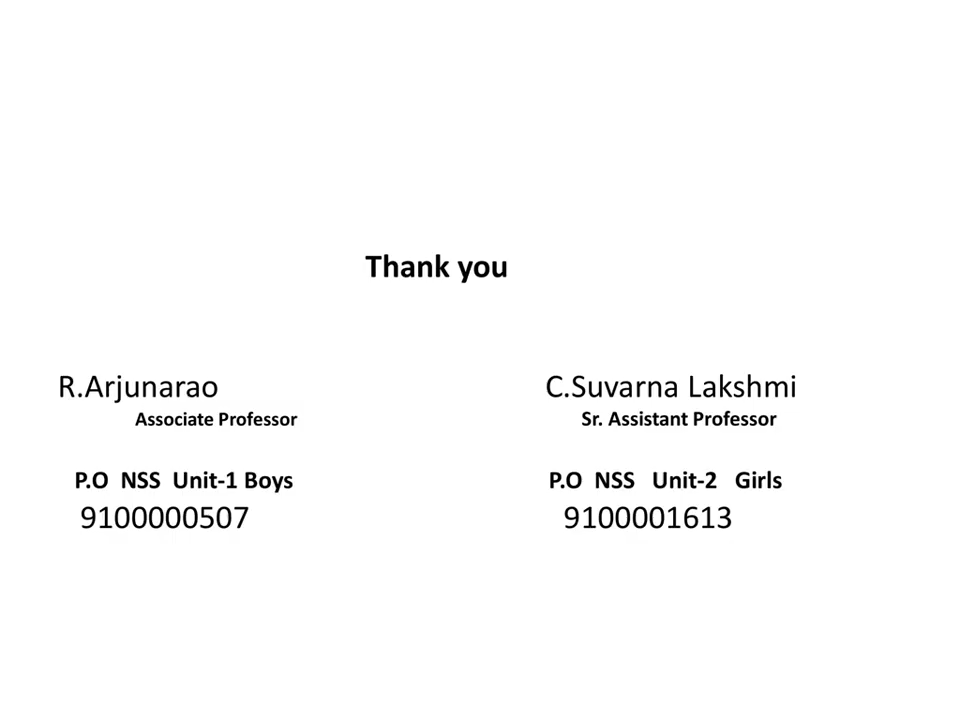 Thank you
R.Arjunarao
Associate Professor
P.O NSS Unit-1 Boys
9100000507
C.Suvarna Lakshmi
Sr. Assistant Professor
P.O NSS Unit-2 Girls
9100001613